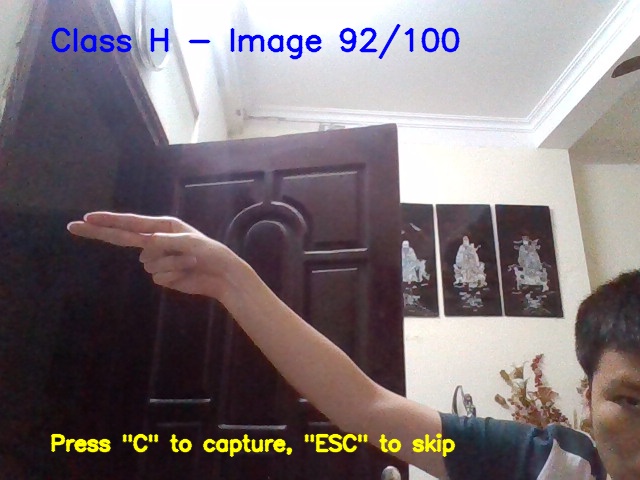 Class H - Image 92/100
Press "C" to capture, "ESC" to skip